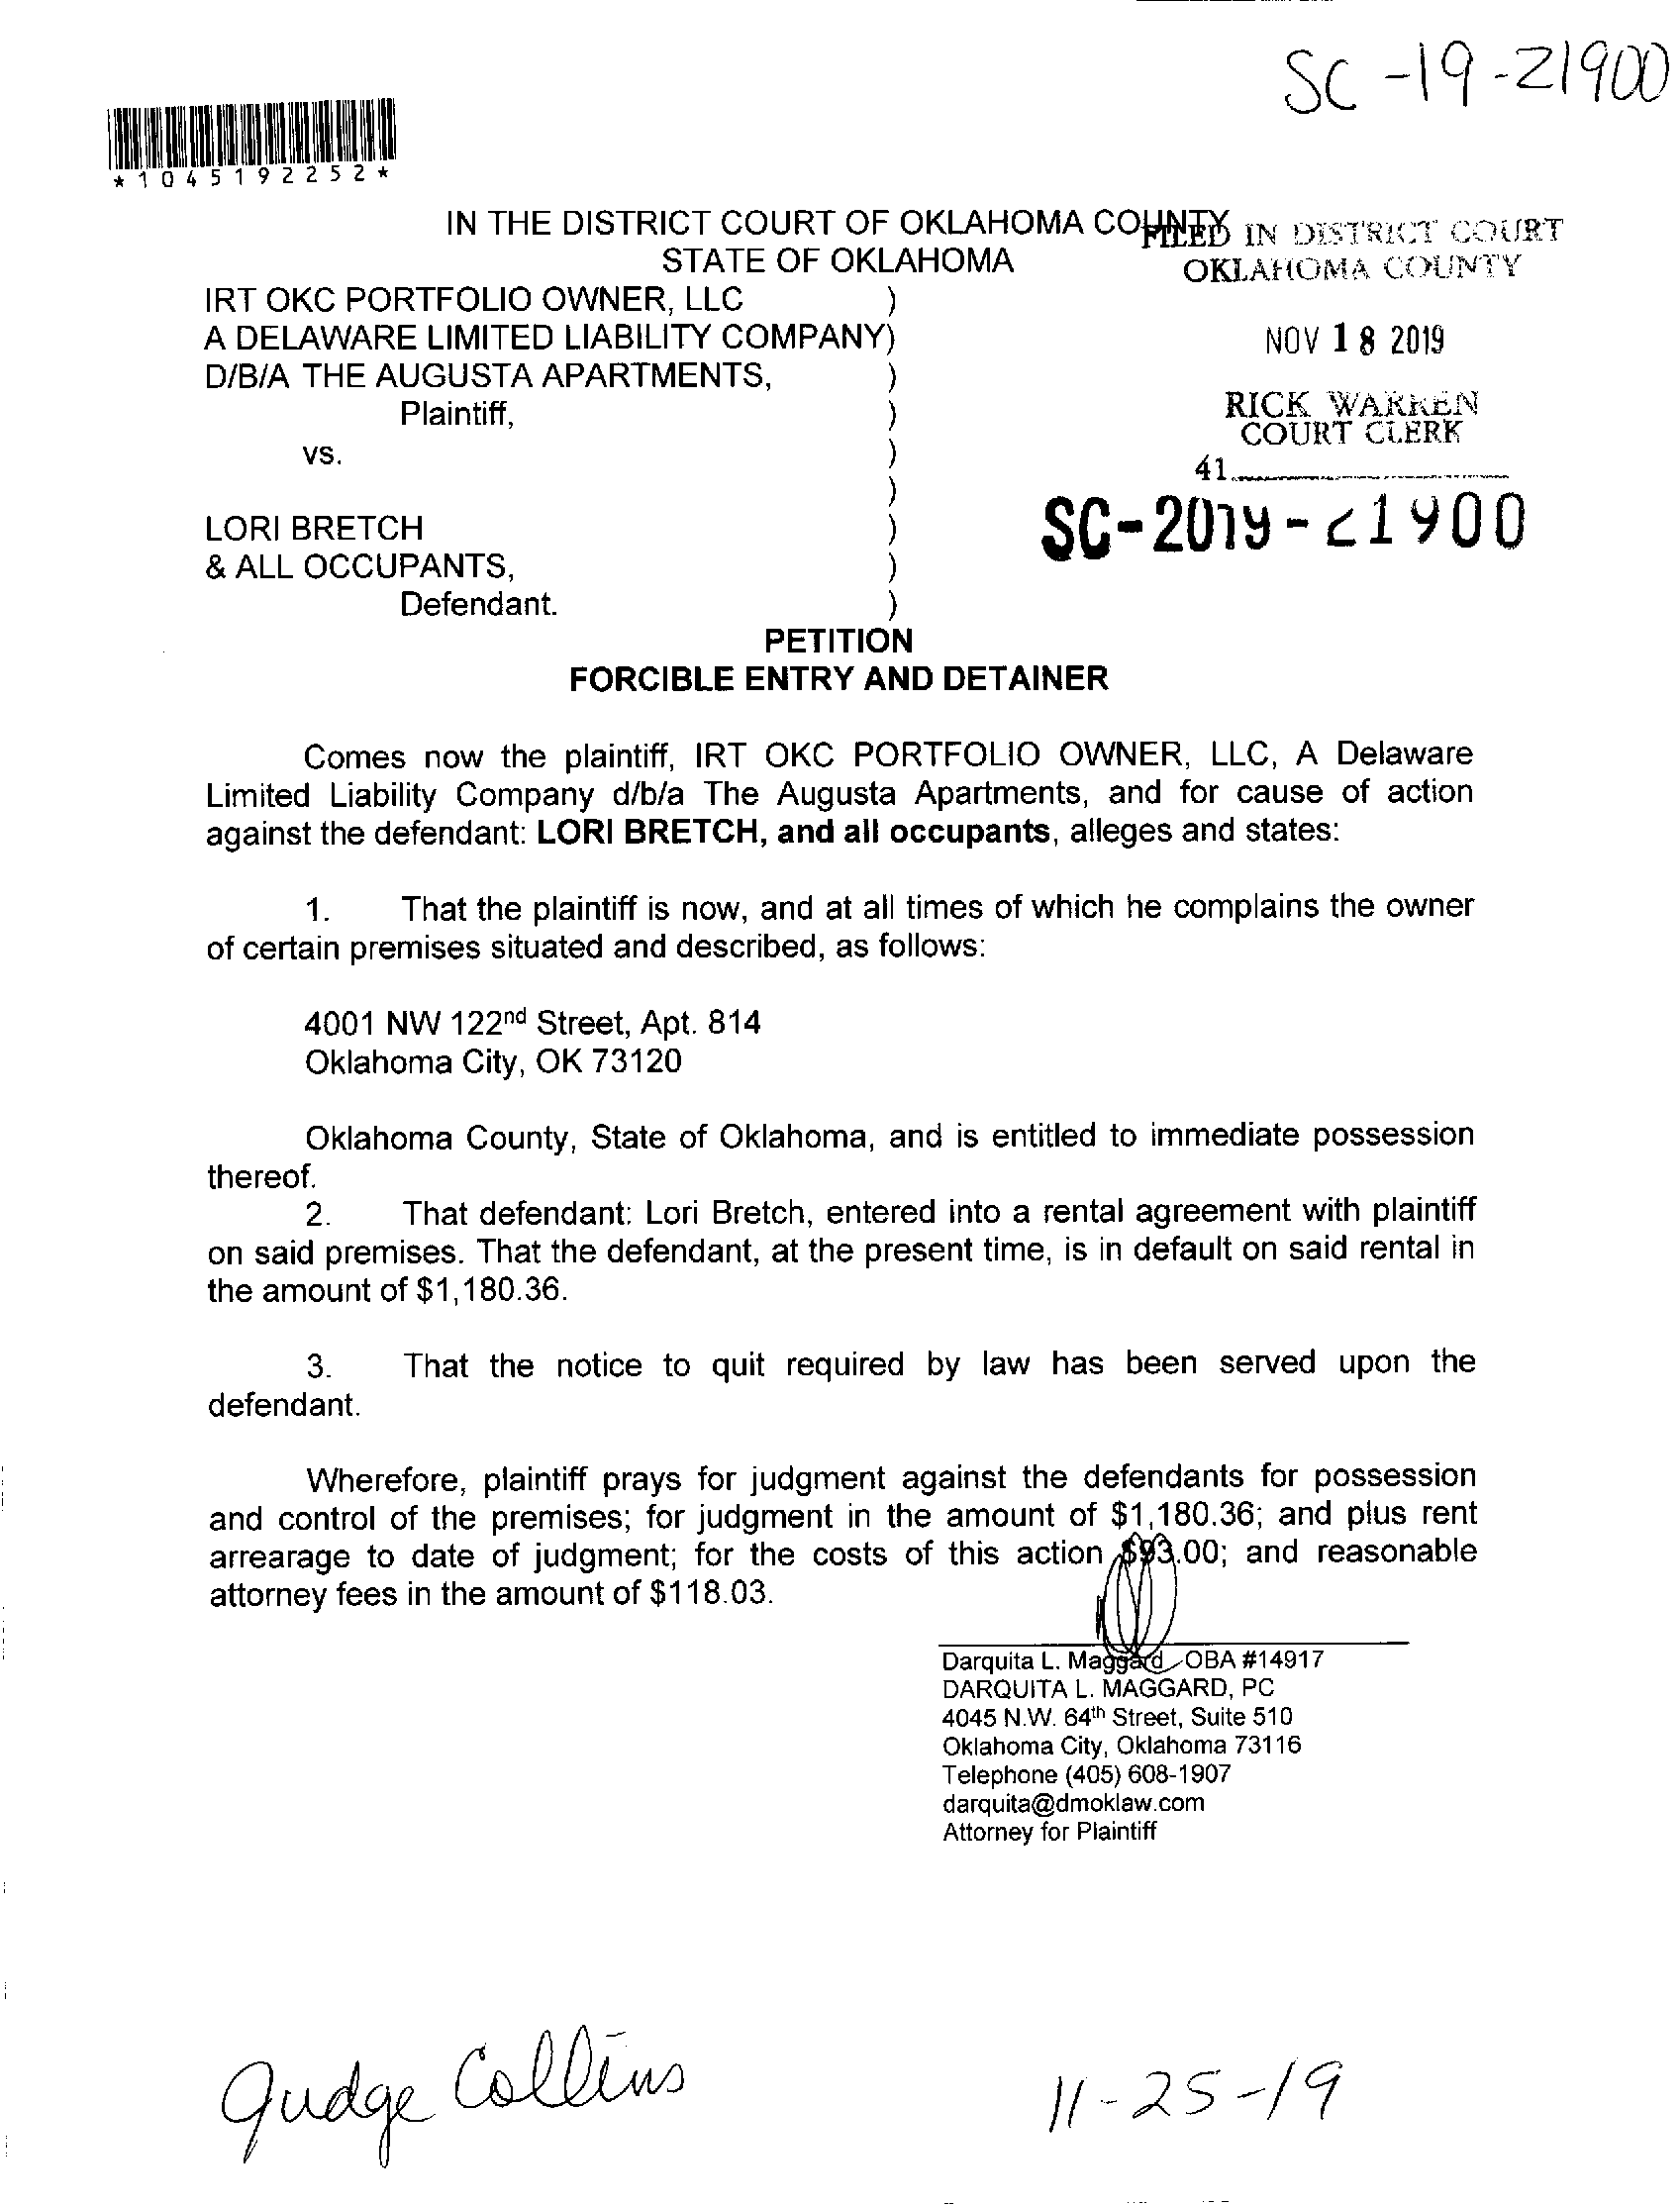 SC-19-21900
*1045192252*
IN THE DISTRICT COURT OF OKLAHOMA COUNTY
STATE OF OKLAHOMA
FILED IN DISTRICT COURT
OKLAHOMA COUNTY
NOV 18 2019
RICK WARREN
COURT CLERK
41
SC-2019-21900
IRT OKC PORTFOLIO OWNER, LLC )
A DELAWARE LIMITED LIABILITY COMPANY)
D/B/A THE AUGUSTA APARTMENTS, )
Plaintiff, )
vs. )
)
LORI BRETCH )
& ALL OCCUPANTS, )
Defendant. )
PETITION
FORCIBLE ENTRY AND DETAINER
Comes now the plaintiff, IRT OKC PORTFOLIO OWNER, LLC, A Delaware
Limited Liability Company d/b/a The Augusta Apartments, and for cause of action
against the defendant: LORI BRETCH, and all occupants, alleges and states:
1. That the plaintiff is now, and at all times of which he complains the owner
of certain premises situated and described, as follows:
4001 NW 122nd Street, Apt. 814
Oklahoma City, OK 73120
Oklahoma County, State of Oklahoma, and is entitled to immediate possession
thereof.
2. That defendant: Lori Bretch, entered into a rental agreement with plaintiff
on said premises. That the defendant, at the present time, is in default on said rental in
the amount of $1,180.36.
3. That the notice to quit required by law has been served upon the
defendant.
Wherefore, plaintiff prays for judgment against the defendants for possession
and control of the premises; for judgment in the amount of $1,180.36; and plus rent
arrearage to date of judgment; for the costs of this action $93.00; and reasonable
attorney fees in the amount of $118.03.
Darquita L. Maggard OBA #14917
DARQUITA L. MAGGARD, PC
4045 N.W. 64th Street, Suite 510
Oklahoma City, Oklahoma 73116
Telephone (405) 608-1907
darquita@dmoklaw.com
Attorney for Plaintiff
Judge Collins
11-25-19